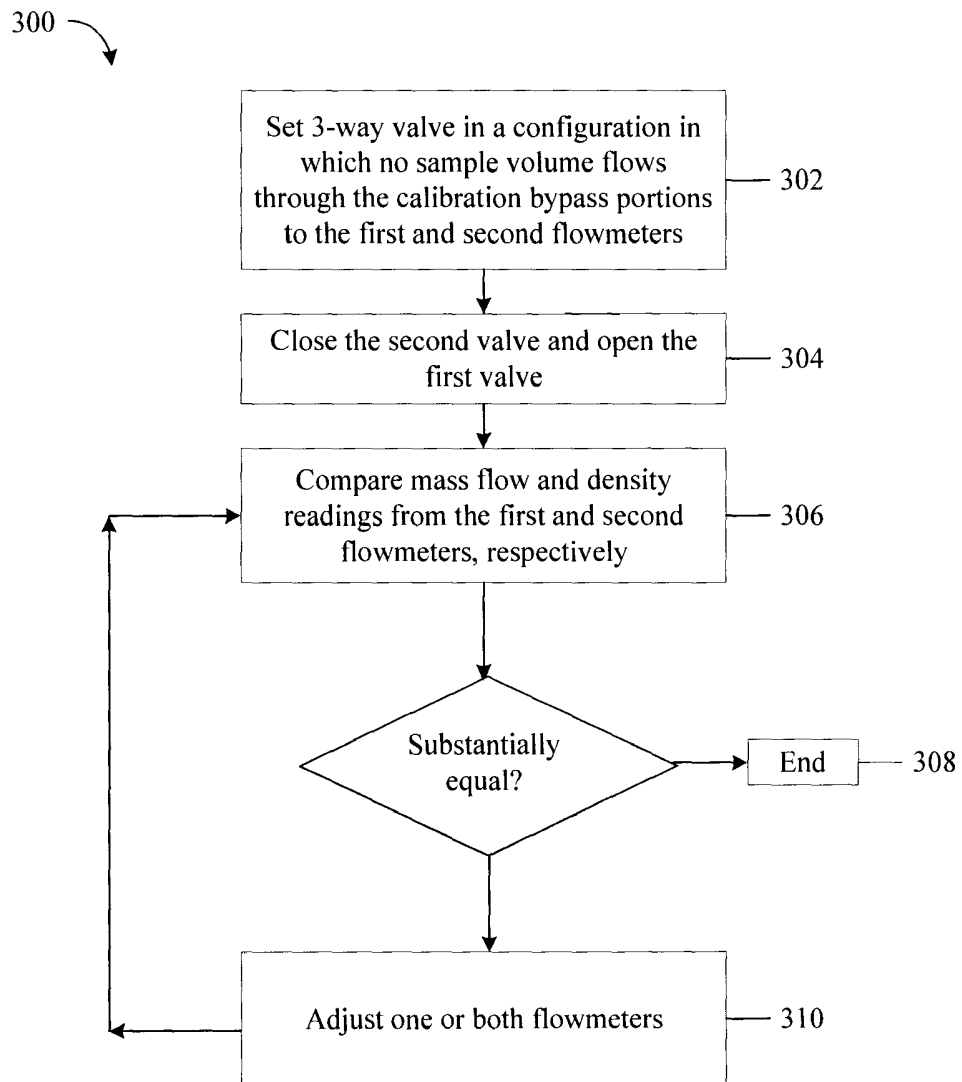 300
Set 3-way valve in a configuration in
which no sample volume flows
through the calibration bypass portions
to the first and second flowmeters
302
Close the second valve and open the
first valve
304
Compare mass flow and density
readings from the first and second
flowmeters, respectively
306
Substantially
equal?
End
308
Adjust one or both flowmeters
310